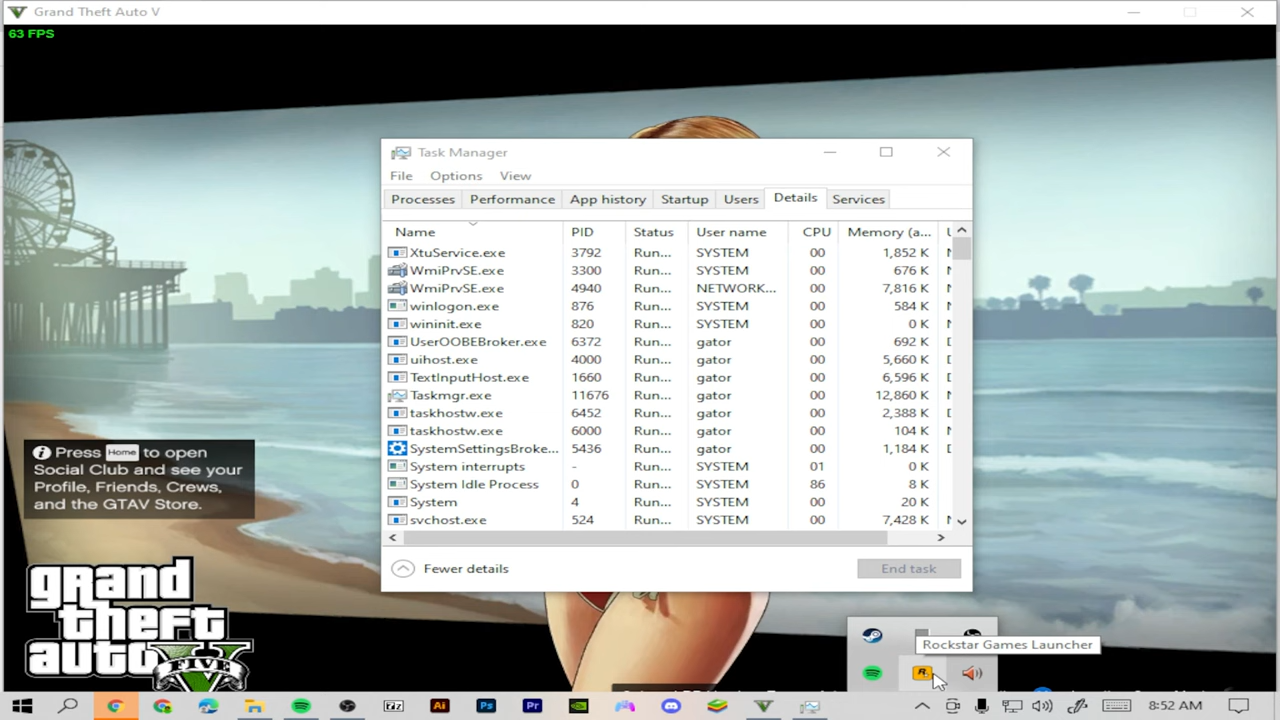 Grand Theft Auto V
63 FPS
Task Manager
File Options View
Processes Performance App history Startup Users Details Services
Name PID Status User name CPU Memory (a...
XtuService.exe 3792 Run... SYSTEM 00 1,852 K
WmiPrvSE.exe 3300 Run... SYSTEM 00 676 K
WmiPrvSE.exe 4940 Run... NETWORK... 00 7,816 K
winlogon.exe 876 Run... SYSTEM 00 584 K
wininit.exe 820 Run... SYSTEM 00 0 K
UserOOBEBroker.exe 6372 Run... gator 00 692 K
uihost.exe 4000 Run... gator 00 5,660 K
TextInputHost.exe 1660 Run... gator 00 6,596 K
Taskmgr.exe 11676 Run... gator 00 12,860 K
taskhostw.exe 6452 Run... gator 00 2,388 K
taskhostw.exe 6000 Run... gator 00 104 K
SystemSettingsBroke... 5436 Run... gator 00 1,184 K
System interrupts - Run... SYSTEM 01 0 K
System Idle Process 0 Run... SYSTEM 86 8 K
System 4 Run... SYSTEM 00 20 K
svchost.exe 524 Run... SYSTEM 00 7,428 K
Fewer details End task
Press Home to open
Social Club and see your
Profile, Friends, Crews,
and the GTAV Store.
grand
theft
auto V
FIVE
Rockstar Games Launcher
R
Ai Ps Pr 8:52 AM